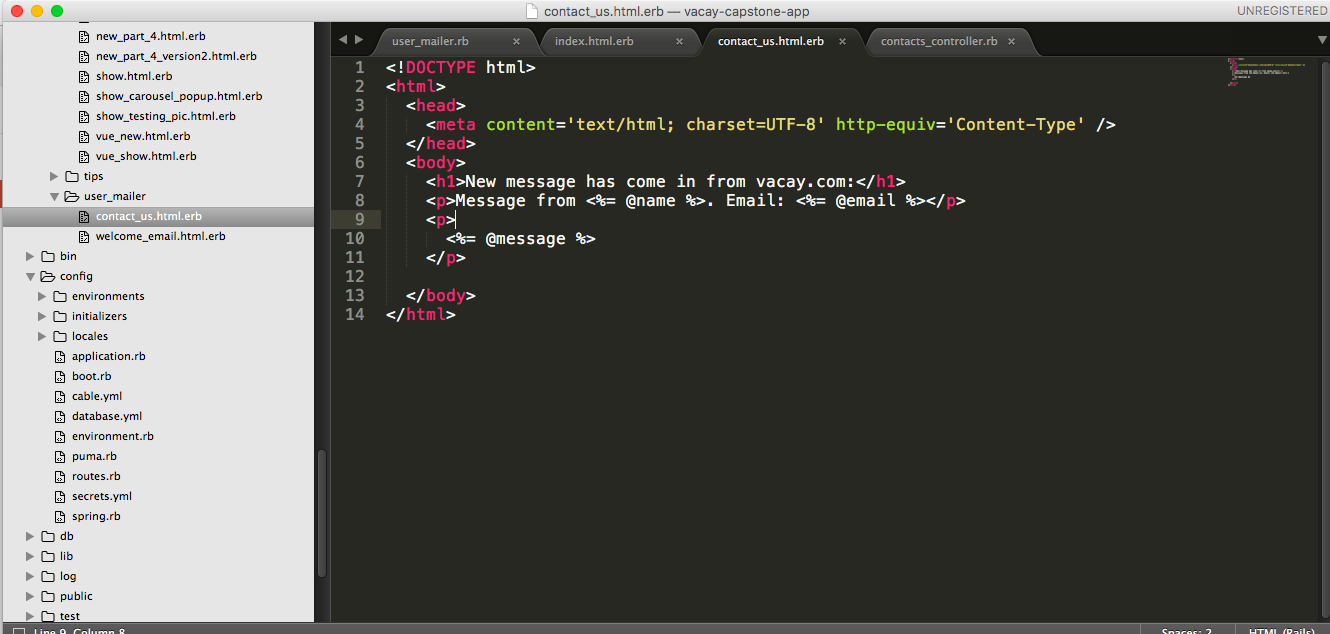 contact_us.html.erb — vacay-capstone-app
UNREGISTERED
new_part_4.html.erb
new_part_4_version2.html.erb
show.html.erb
show_carousel_popup.html.erb
show_testing_pic.html.erb
vue_new.html.erb
vue_show.html.erb
tips
user_mailer
contact_us.html.erb
welcome_email.html.erb
bin
config
environments
initializers
locales
application.rb
boot.rb
cable.yml
database.yml
environment.rb
puma.rb
routes.rb
secrets.yml
spring.rb
db
lib
log
public
test
user_mailer.rb × index.html.erb × contact_us.html.erb × contacts_controller.rb ×
1 <!DOCTYPE html>
2 <html>
3 <head>
4 <meta content='text/html; charset=UTF-8' http-equiv='Content-Type' />
5 </head>
6 <body>
7 <h1>New message has come in from vacay.com:</h1>
8 <p>Message from <%= @name %>. Email: <%= @email %></p>
9 <p>
10 <%= @message %>
11 </p>
12
13 </body>
14 </html>
Line 9, Column 8
Spaces: 2
HTML (Rails)